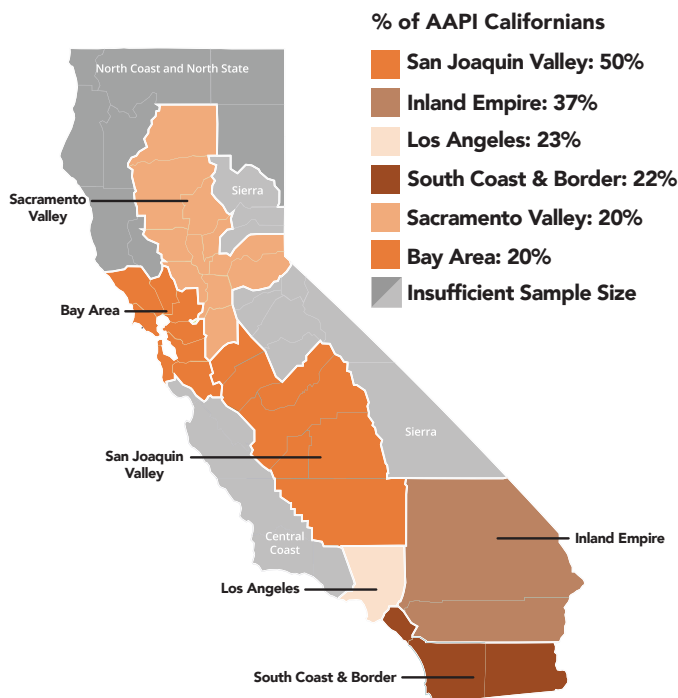 % of AAPI Californians
San Joaquin Valley: 50%
Inland Empire: 37%
Los Angeles: 23%
South Coast & Border: 22%
Sacramento Valley: 20%
Bay Area: 20%
Insufficient Sample Size
North Coast and North State
Sierra
Sacramento
Valley
Bay Area
San Joaquin
Valley
Sierra
Central
Coast
Inland Empire
Los Angeles
South Coast & Border